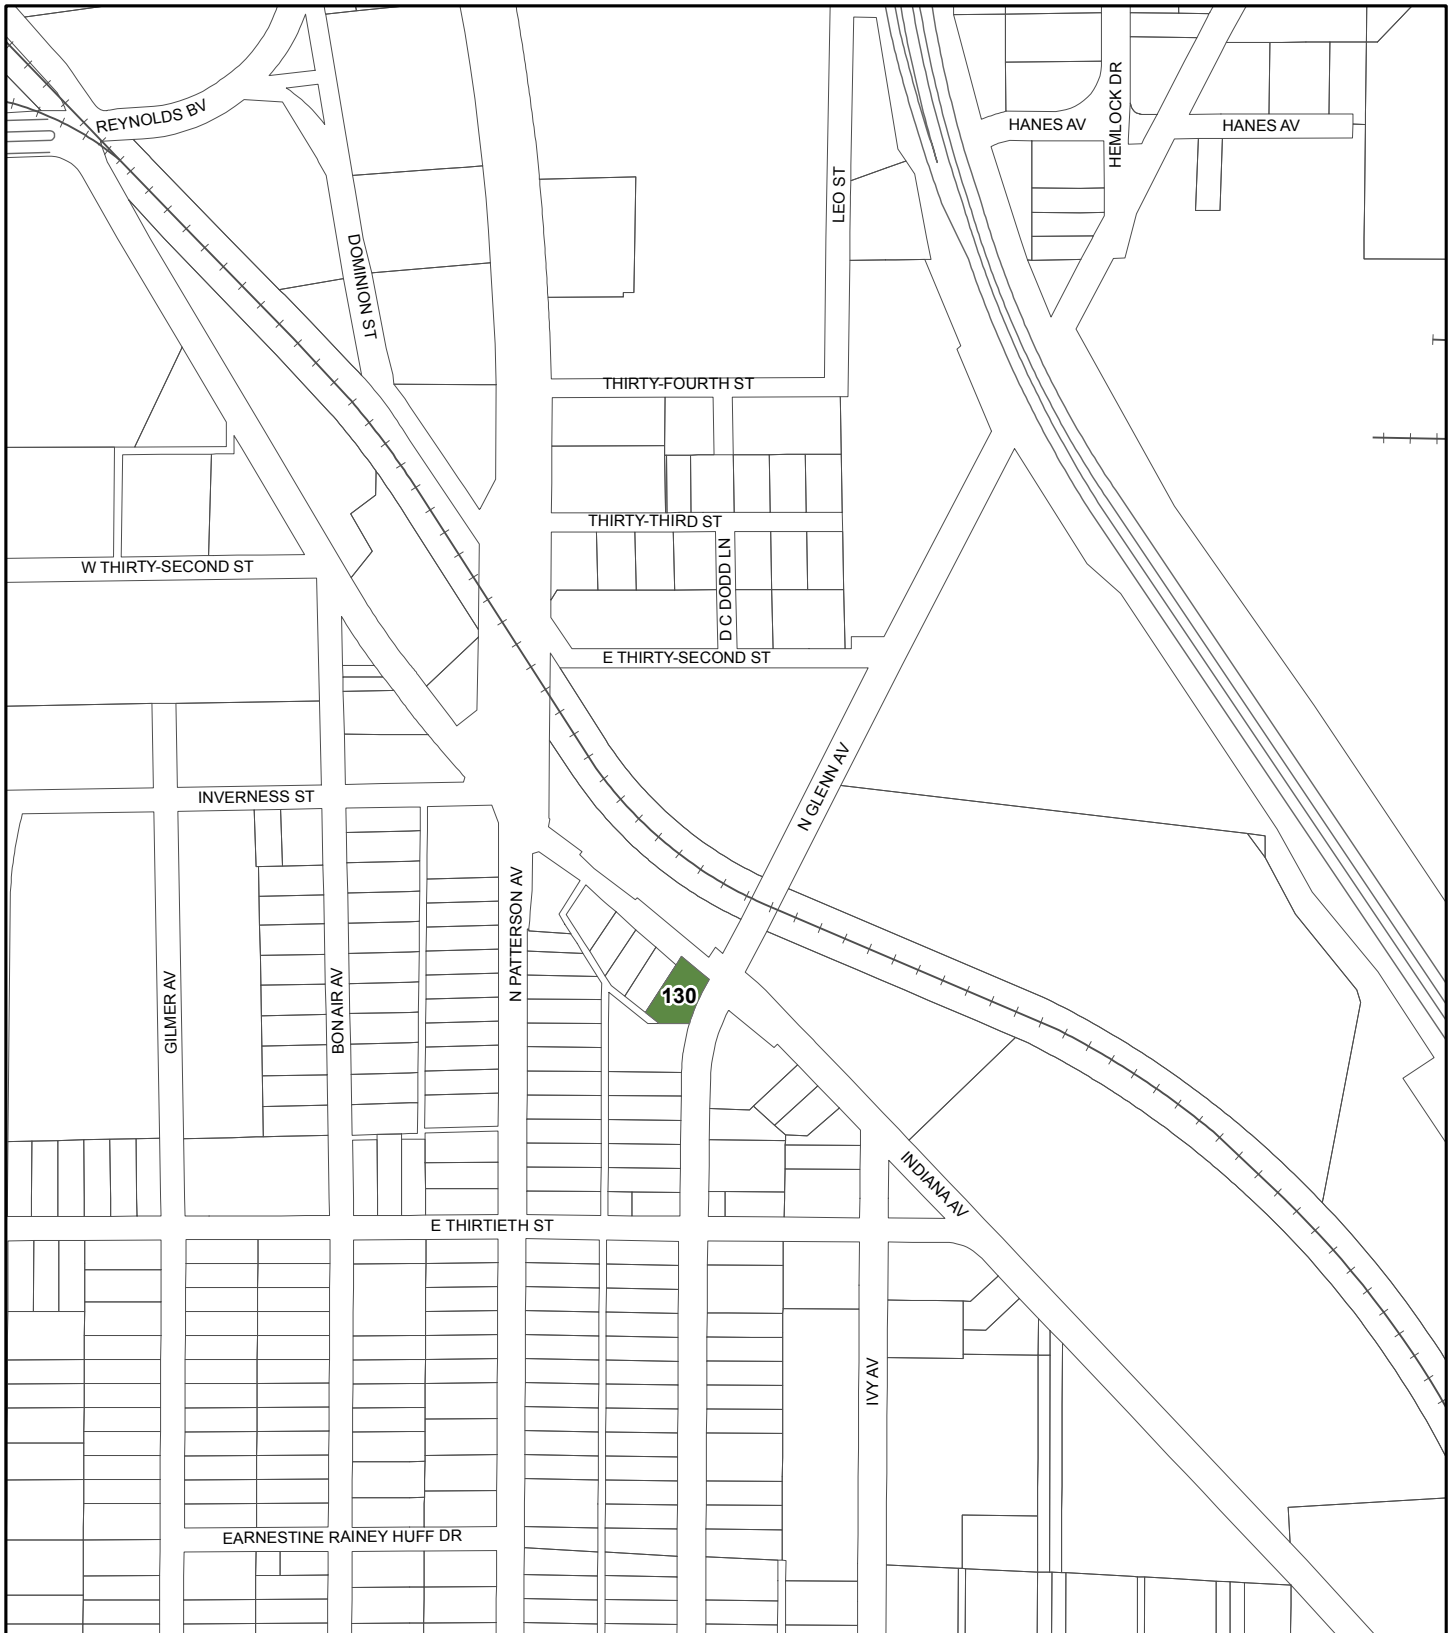 REYNOLDS BV
HEMLOCK DR
HANES AV
HANES AV
LEO ST
DOMINION ST
THIRTY-FOURTH ST
THIRTY-THIRD ST
D C DODD LN
W THIRTY-SECOND ST
E THIRTY-SECOND ST
N GLENN AV
INVERNESS ST
N PATTERSON AV
GILMER AV
BON AIR AV
130
INDIANA AV
E THIRTIETH ST
IVY AV
EARNESTINE RAINEY HUFF DR